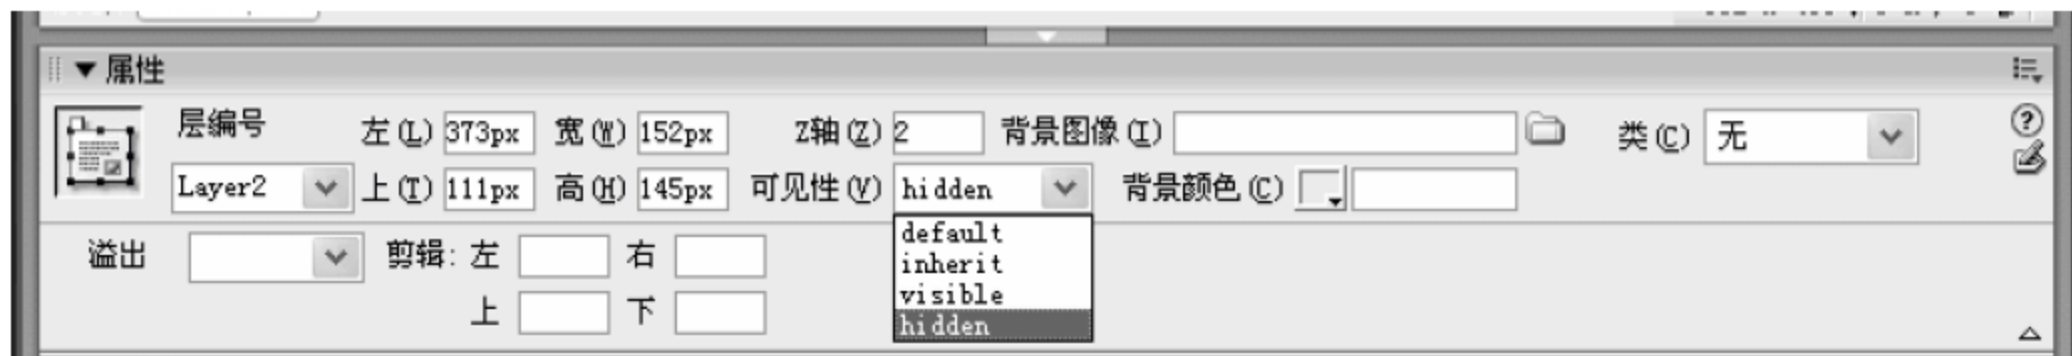 属性
层编号 左(L) 373px 宽(W) 152px Z轴(Z) 2 背景图像(I) 类(C) 无
Layer2 上(T) 111px 高(H) 145px 可见性(V) hidden 背景颜色(C)
default
溢出 剪辑: 左 右 inherit
visible
上 下 hidden